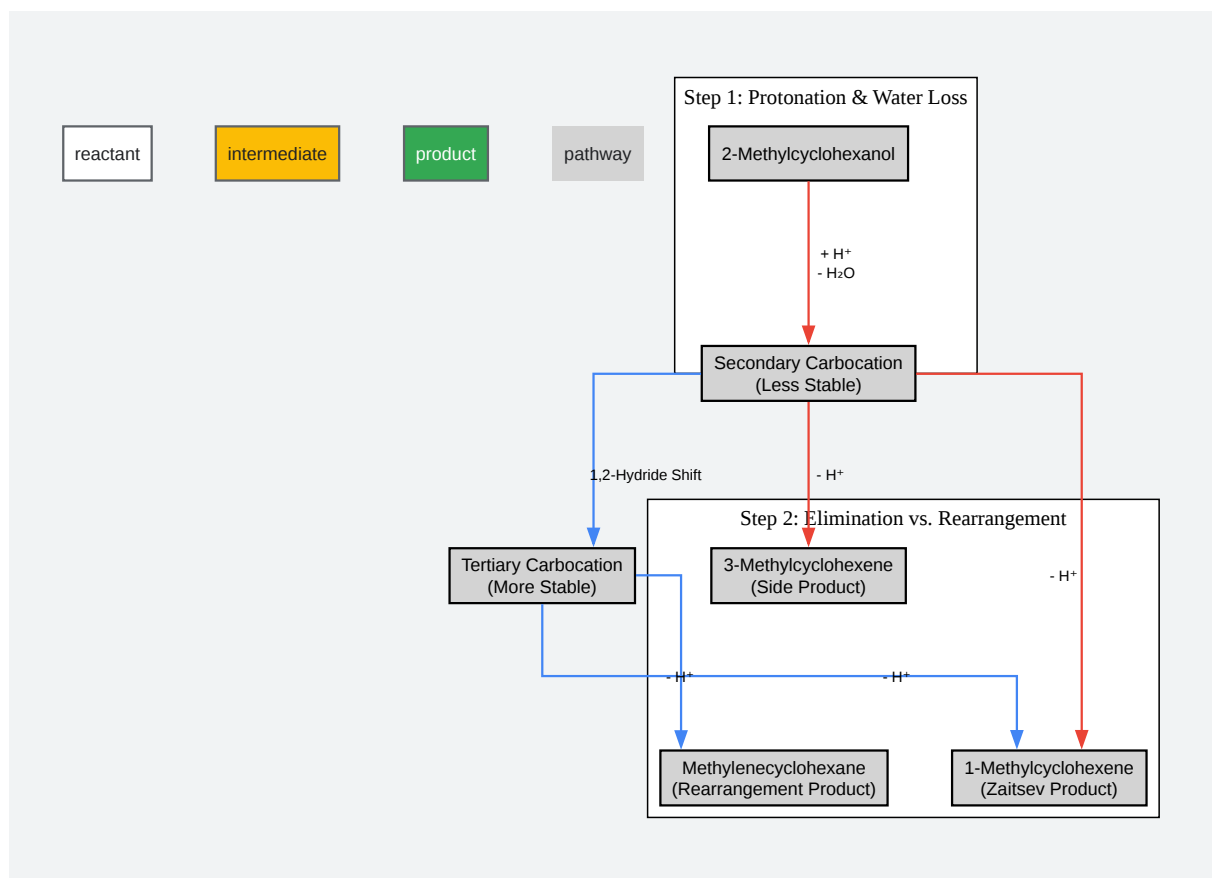 Step 1: Protonation & Water Loss
reactant
intermediate
product
pathway
2-Methylcyclohexanol
+ H⁺
- H₂O
Secondary Carbocation
(Less Stable)
1,2-Hydride Shift
- H⁺
Step 2: Elimination vs. Rearrangement
Tertiary Carbocation
(More Stable)
3-Methylcyclohexene
(Side Product)
- H⁺
- H⁺
- H⁺
Methylenecyclohexane
(Rearrangement Product)
1-Methylcyclohexene
(Zaitsev Product)